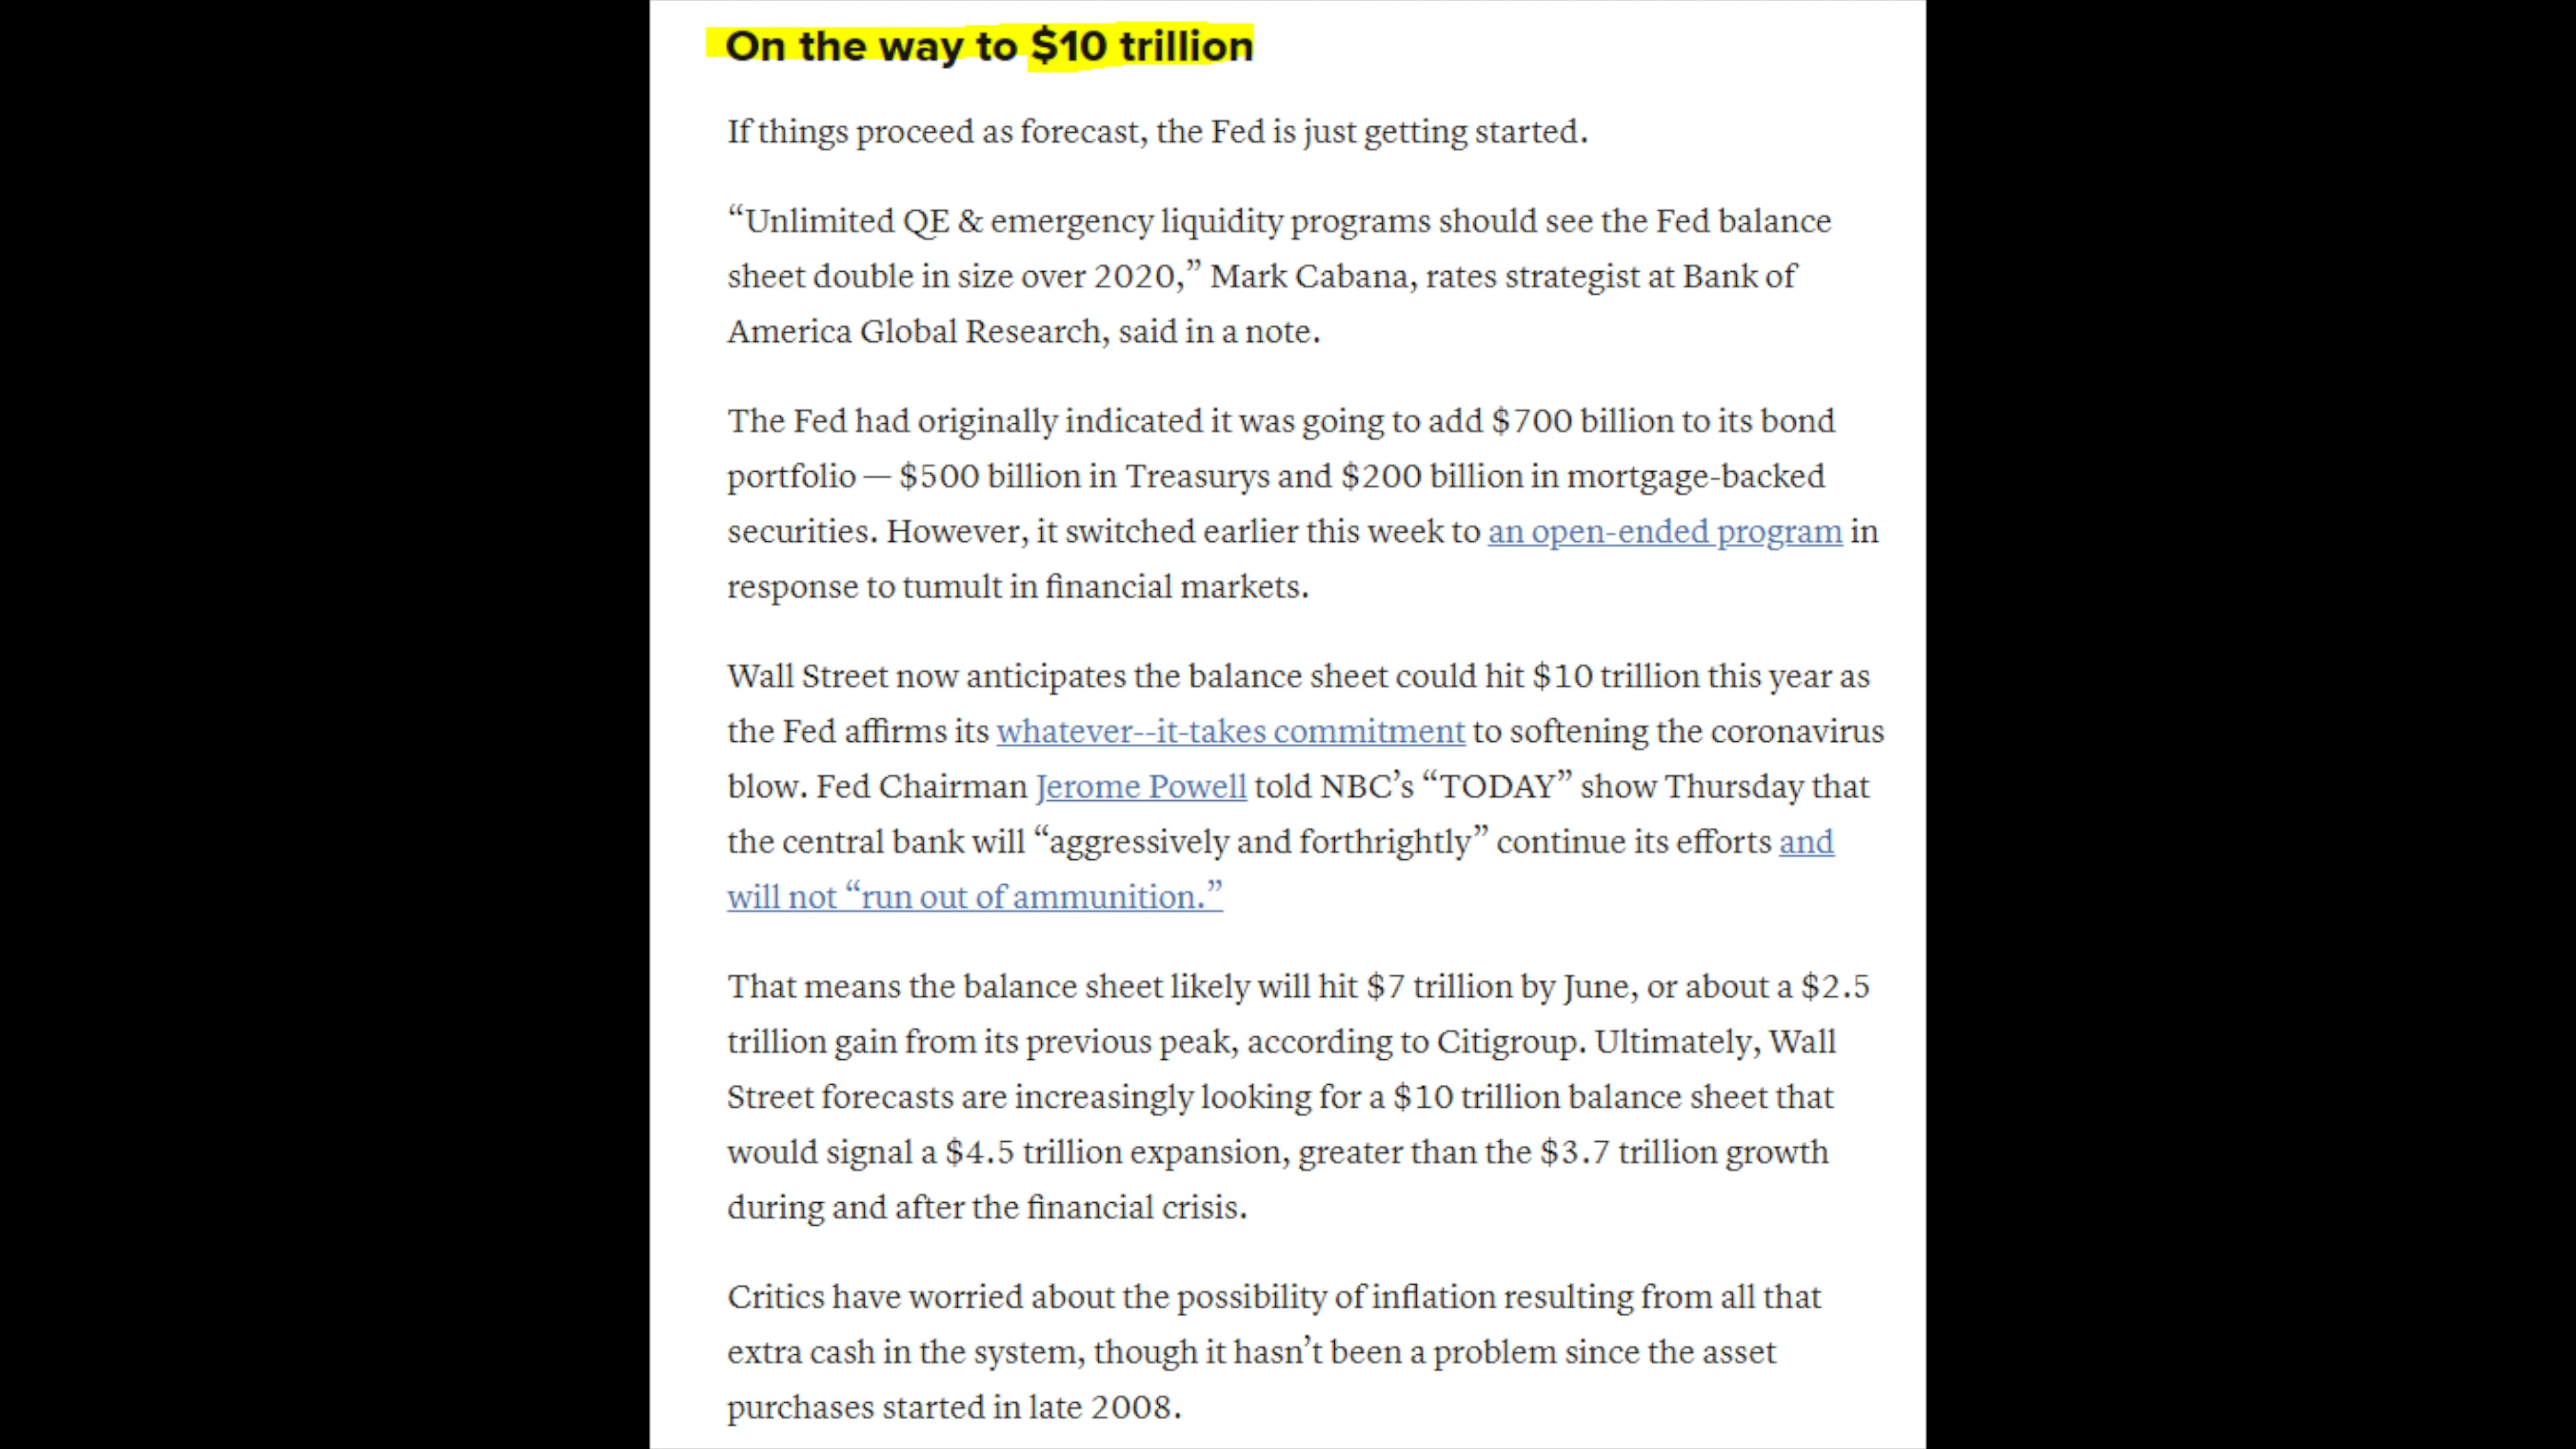 On the way to $10 trillion
If things proceed as forecast, the Fed is just getting started.
“Unlimited QE & emergency liquidity programs should see the Fed balance
sheet double in size over 2020,” Mark Cabana, rates strategist at Bank of
America Global Research, said in a note.
The Fed had originally indicated it was going to add $700 billion to its bond
portfolio — $500 billion in Treasurys and $200 billion in mortgage-backed
securities. However, it switched earlier this week to an open-ended program in
response to tumult in financial markets.
Wall Street now anticipates the balance sheet could hit $10 trillion this year as
the Fed affirms its whatever--it-takes commitment to softening the coronavirus
blow. Fed Chairman Jerome Powell told NBC’s “TODAY” show Thursday that
the central bank will “aggressively and forthrightly” continue its efforts and
will not “run out of ammunition.”
That means the balance sheet likely will hit $7 trillion by June, or about a $2.5
trillion gain from its previous peak, according to Citigroup. Ultimately, Wall
Street forecasts are increasingly looking for a $10 trillion balance sheet that
would signal a $4.5 trillion expansion, greater than the $3.7 trillion growth
during and after the financial crisis.
Critics have worried about the possibility of inflation resulting from all that
extra cash in the system, though it hasn’t been a problem since the asset
purchases started in late 2008.